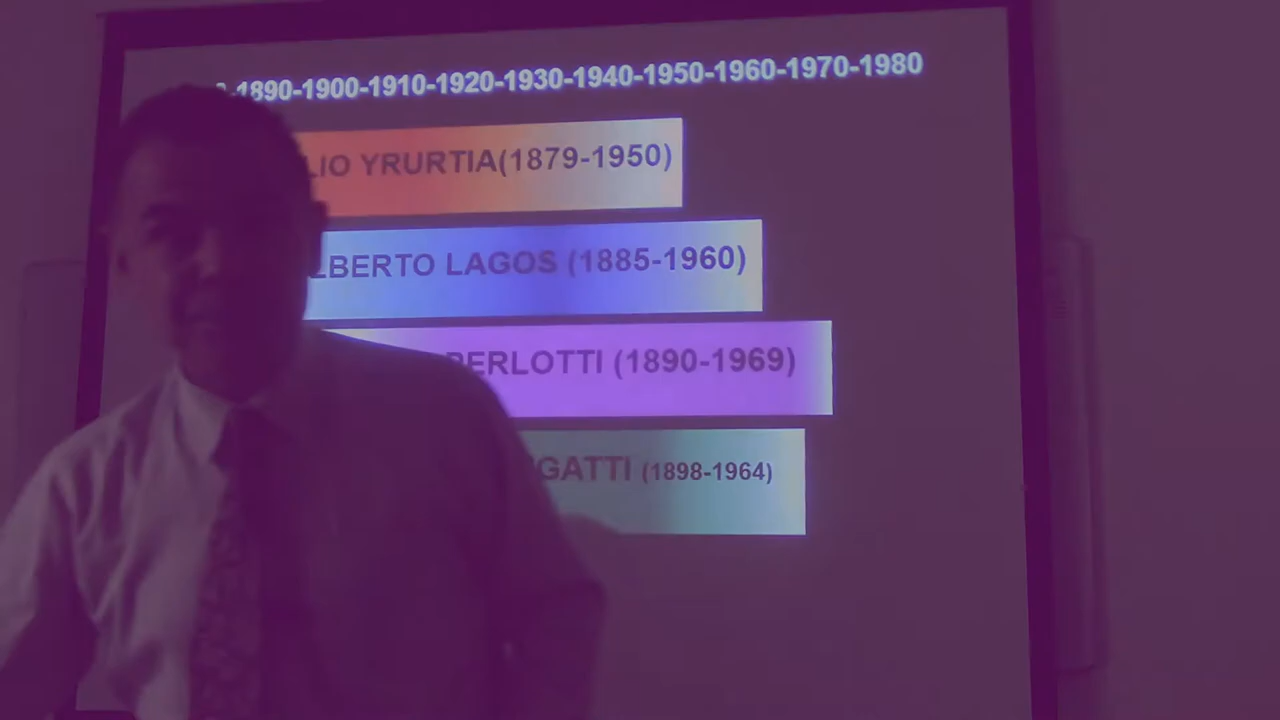 -1890-1900-1910-1920-1930-1940-1950-1960-1970-1980
LIO YRURTIA(1879-1950)
LBERTO LAGOS (1885-1960)
PERLOTTI (1890-1969)
GATTI (1898-1964)